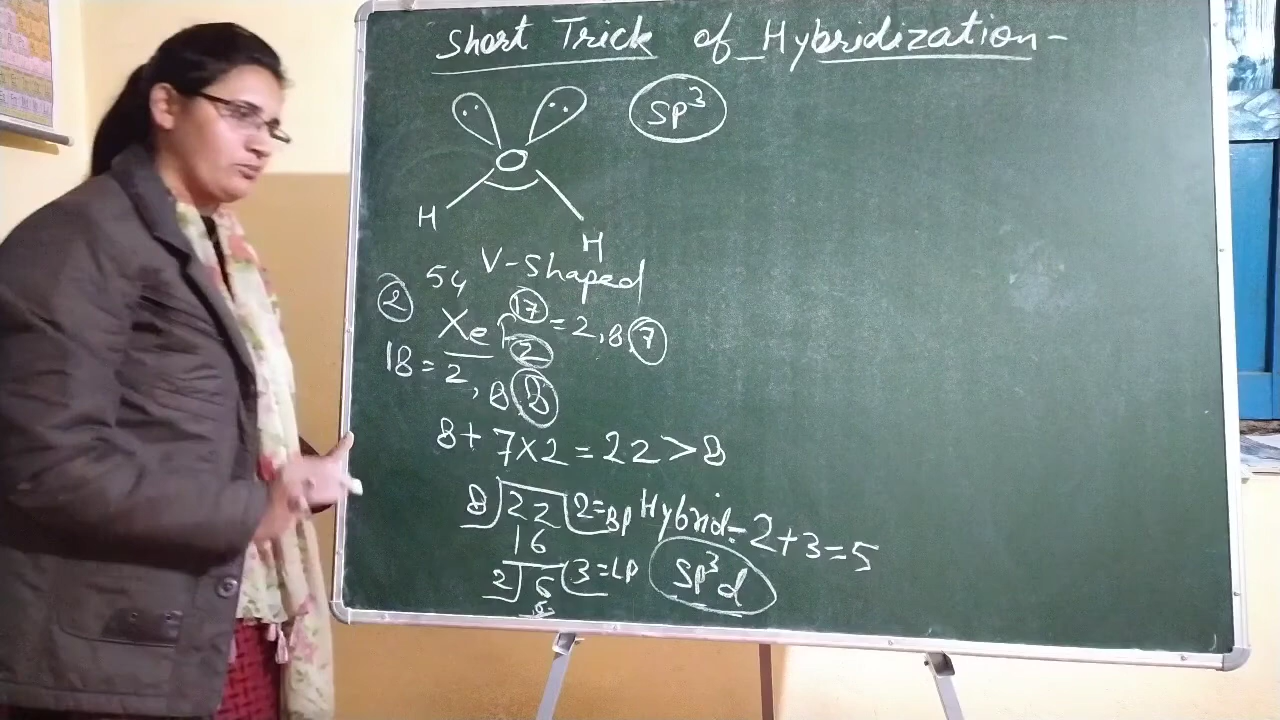 Short Trick of Hybridization-
sp³
O
H
H
V-shaped
② 54
XeF₂ 17 = 2,8,7
18 = 2,8,8
8+7×2=22>8
8)22(2=BP Hybrid = 2+3=5
16
2)6(3=LP sp³d
6